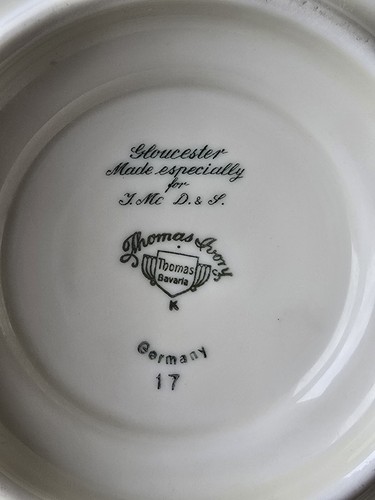 Gloucester
Made especially
for
J. Mc D. & S.
Thomas Ivory
Thomas
Bavaria
K
Germany
17